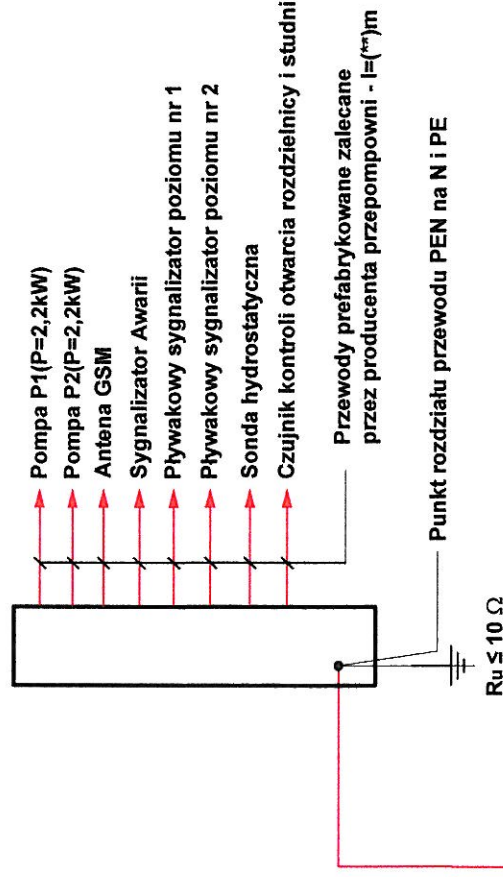 Pompa P1(P=2,2kW)
Pompa P2(P=2,2kW)
Antena GSM
Sygnalizator Awarii
Pływakowy sygnalizator poziomu nr 1
Pływakowy sygnalizator poziomu nr 2
Sonda hydrostatyczna
Czujnik kontroli otwarcia rozdzielnicy i studni
Przewody prefabrykowane zalecane
przez producenta przepompowni - l=(**)m
Punkt rozdziału przewodu PEN na N i PE
Ru ≤ 10 Ω